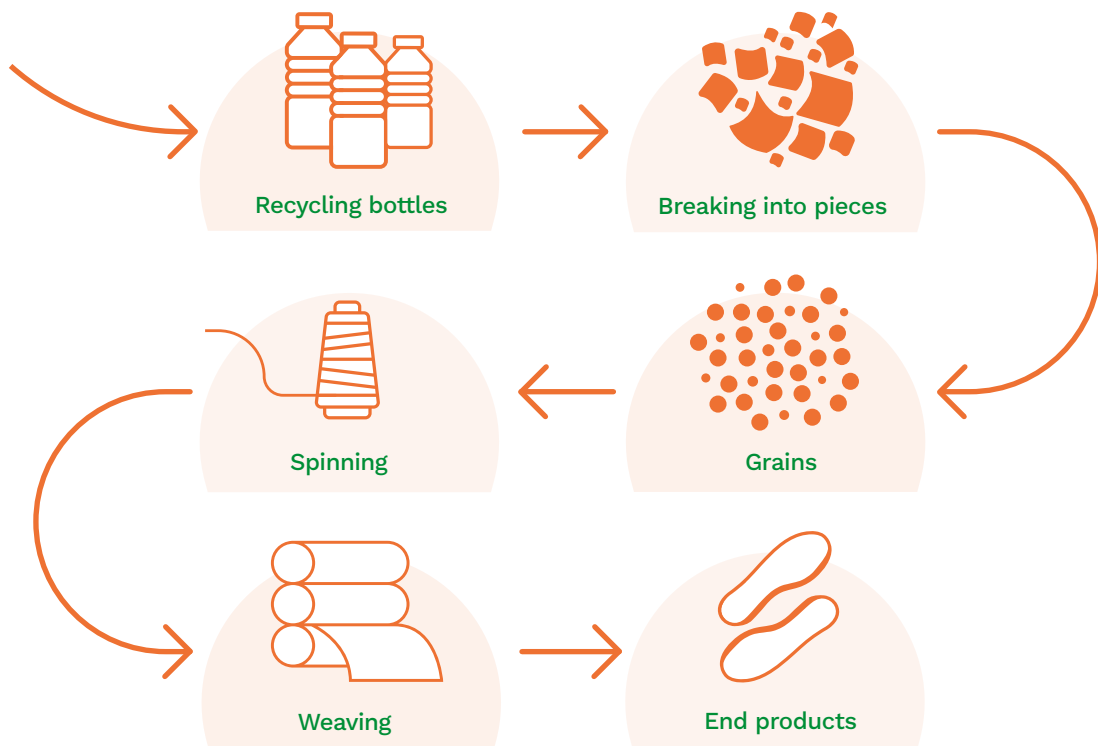 Recycling bottles
Breaking into pieces
Spinning
Grains
Weaving
End products